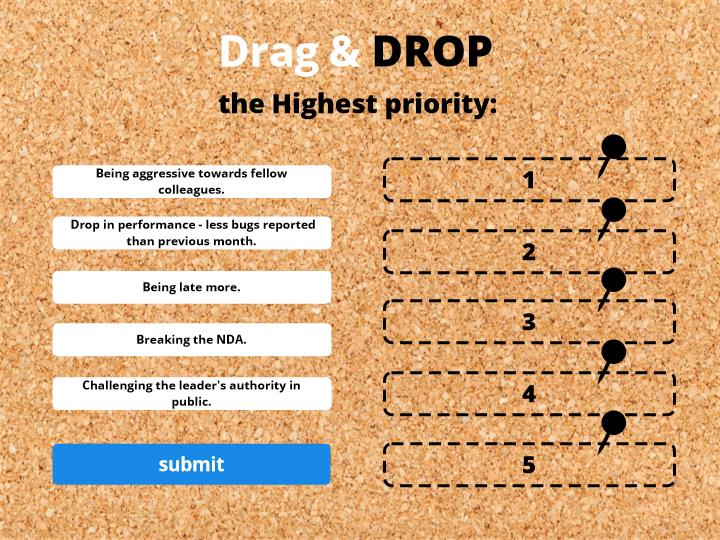 Drag & DROP
the Highest priority:
Being aggressive towards fellow
colleagues.
Drop in performance - less bugs reported
than previous month.
Being late more.
Breaking the NDA.
Challenging the leader's authority in
public.
submit
1
2
3
4
5